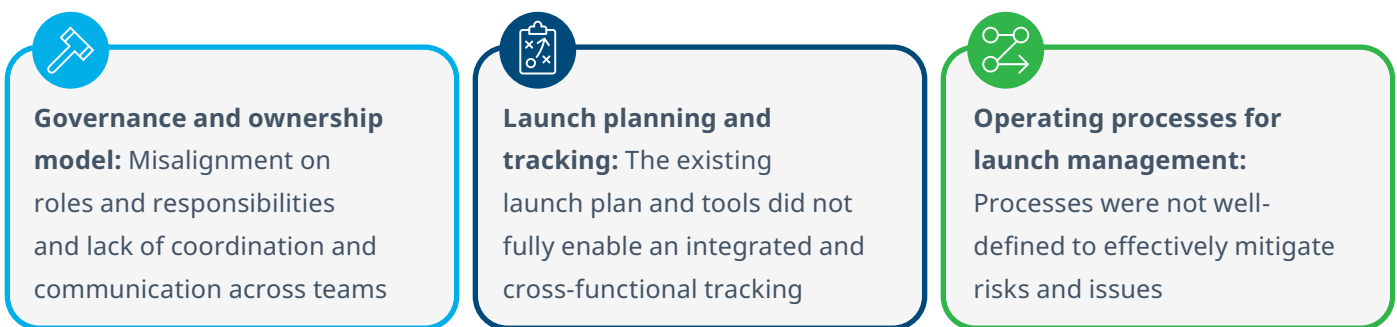 Governance and ownership
model: Misalignment on
roles and responsibilities
and lack of coordination and
communication across teams
Launch planning and
tracking: The existing
launch plan and tools did not
fully enable an integrated and
cross-functional tracking
Operating processes for
launch management:
Processes were not well-
defined to effectively mitigate
risks and issues